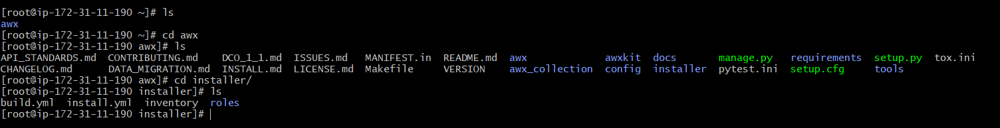 [root@ip-172-31-11-190 ~]# ls
awx
[root@ip-172-31-11-190 ~]# cd awx
[root@ip-172-31-11-190 awx]# ls
API_STANDARDS.md  CONTRIBUTING.md    DCO_1_1.md  ISSUES.md   MANIFEST.in  README.md  awx             awxkit  docs       manage.py   requirements  setup.py  tox.ini
CHANGELOG.md      DATA_MIGRATION.md  INSTALL.md  LICENSE.md  Makefile     VERSION    awx_collection  config  installer  pytest.ini  setup.cfg     tools
[root@ip-172-31-11-190 awx]# cd installer/
[root@ip-172-31-11-190 installer]# ls
build.yml  install.yml  inventory  roles
[root@ip-172-31-11-190 installer]#